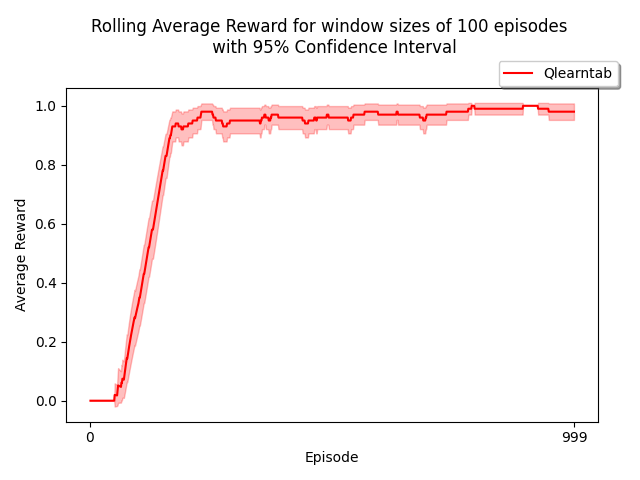 Rolling Average Reward for window sizes of 100 episodes
with 95% Confidence Interval
Qlearntab
1.0
0.8
0.6
0.4
0.2
0.0
Average Reward
0
999
Episode